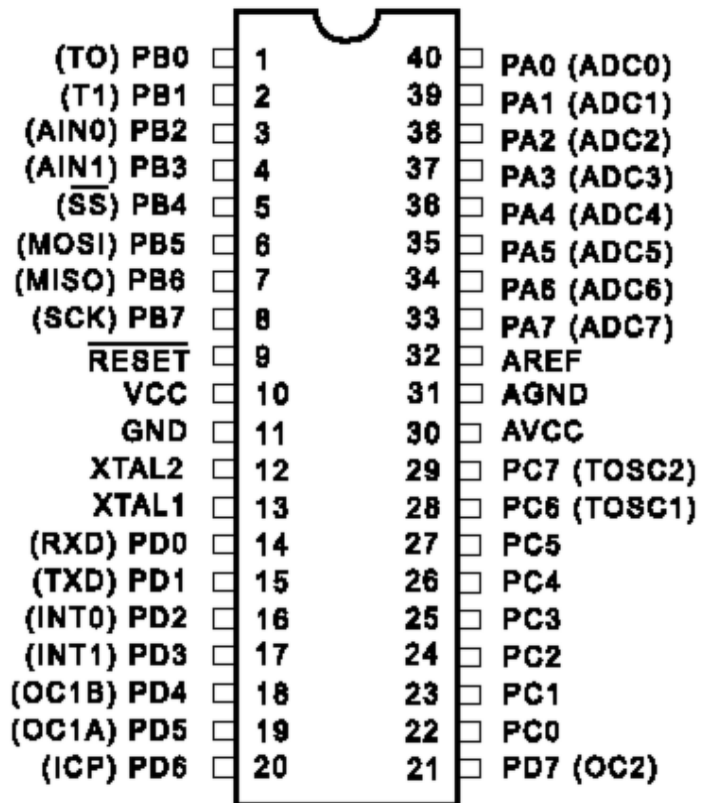 (TO) PB0 1 40 PA0 (ADC0)
(T1) PB1 2 39 PA1 (ADC1)
(AIN0) PB2 3 38 PA2 (ADC2)
(AIN1) PB3 4 37 PA3 (ADC3)
(S̅S̅) PB4 5 36 PA4 (ADC4)
(MOSI) PB5 6 35 PA5 (ADC5)
(MISO) PB6 7 34 PA6 (ADC6)
(SCK) PB7 8 33 PA7 (ADC7)
R̅E̅S̅E̅T̅ 9 32 AREF
VCC 10 31 AGND
GND 11 30 AVCC
XTAL2 12 29 PC7 (TOSC2)
XTAL1 13 28 PC6 (TOSC1)
(RXD) PD0 14 27 PC5
(TXD) PD1 15 26 PC4
(INT0) PD2 16 25 PC3
(INT1) PD3 17 24 PC2
(OC1B) PD4 18 23 PC1
(OC1A) PD5 19 22 PC0
(ICP) PD6 20 21 PD7 (OC2)